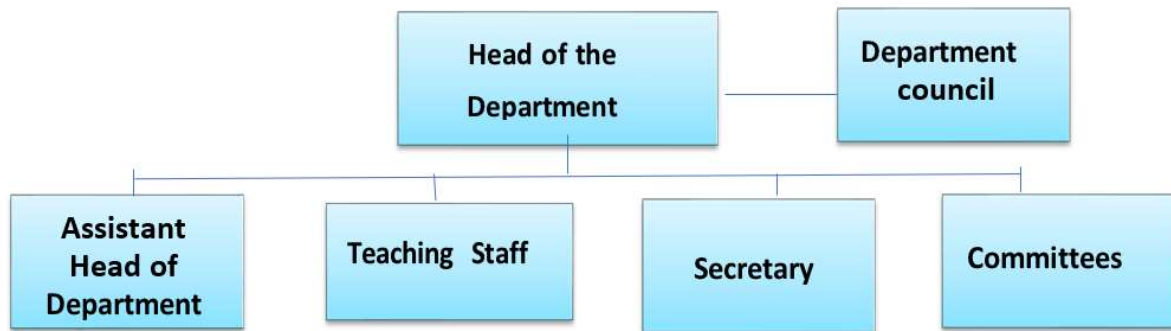 Head of the
Department
Department
council
Assistant
Head of
Department
Teaching Staff
Secretary
Committees